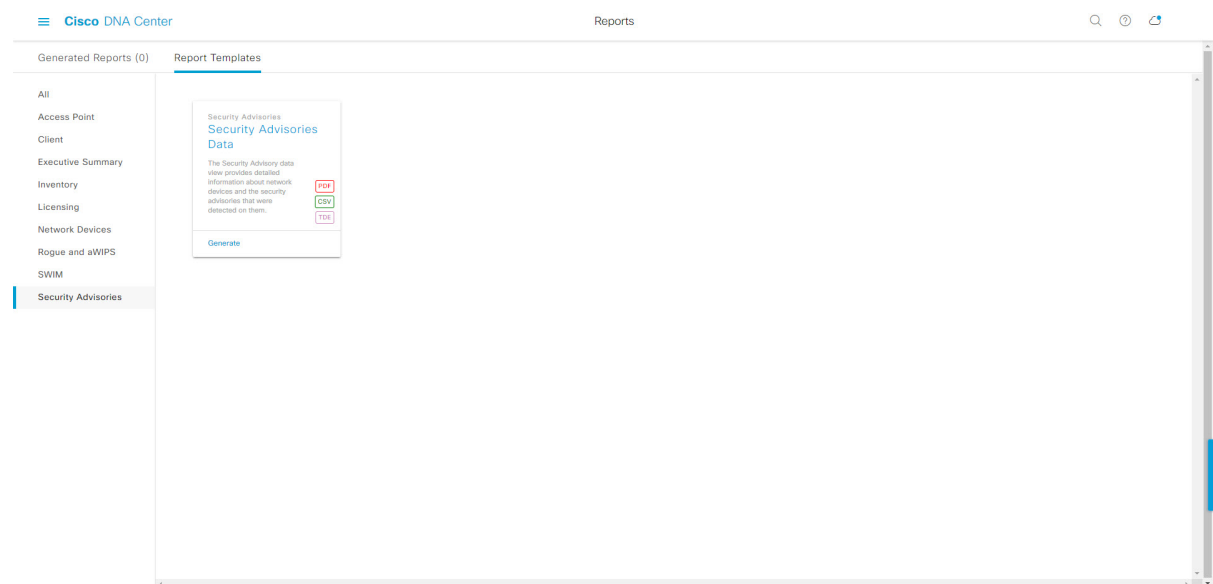 Cisco DNA Center
Reports
Generated Reports (0)
Report Templates
All
Access Point
Client
Executive Summary
Inventory
Licensing
Network Devices
Rogue and aWIPS
SWIM
Security Advisories
Security Advisories
Security Advisories
Data
The Security Advisory data
view provides detailed
information about network
devices and the security
advisories that were
detected on them.
PDF
CSV
TDE
Generate